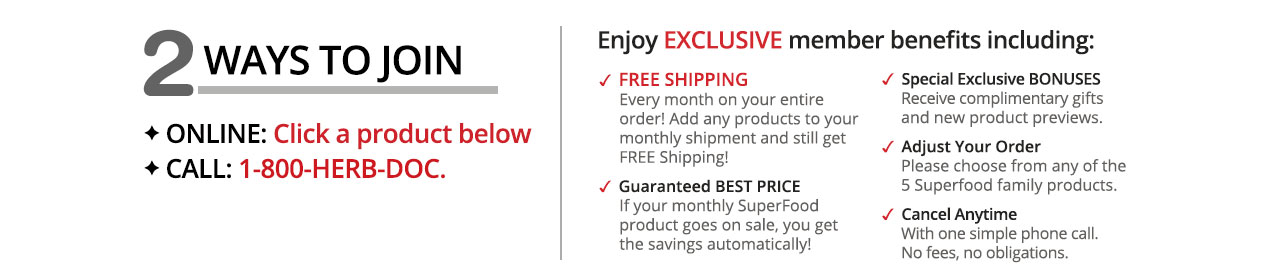 2 WAYS TO JOIN
✦ ONLINE: Click a product below
✦ CALL: 1-800-HERB-DOC.
Enjoy EXCLUSIVE member benefits including:
✓ FREE SHIPPING
Every month on your entire
order! Add any products to your
monthly shipment and still get
FREE Shipping!
✓ Guaranteed BEST PRICE
If your monthly SuperFood
product goes on sale, you get
the savings automatically!
✓ Special Exclusive BONUSES
Receive complimentary gifts
and new product previews.
✓ Adjust Your Order
Please choose from any of the
5 Superfood family products.
✓ Cancel Anytime
With one simple phone call.
No fees, no obligations.